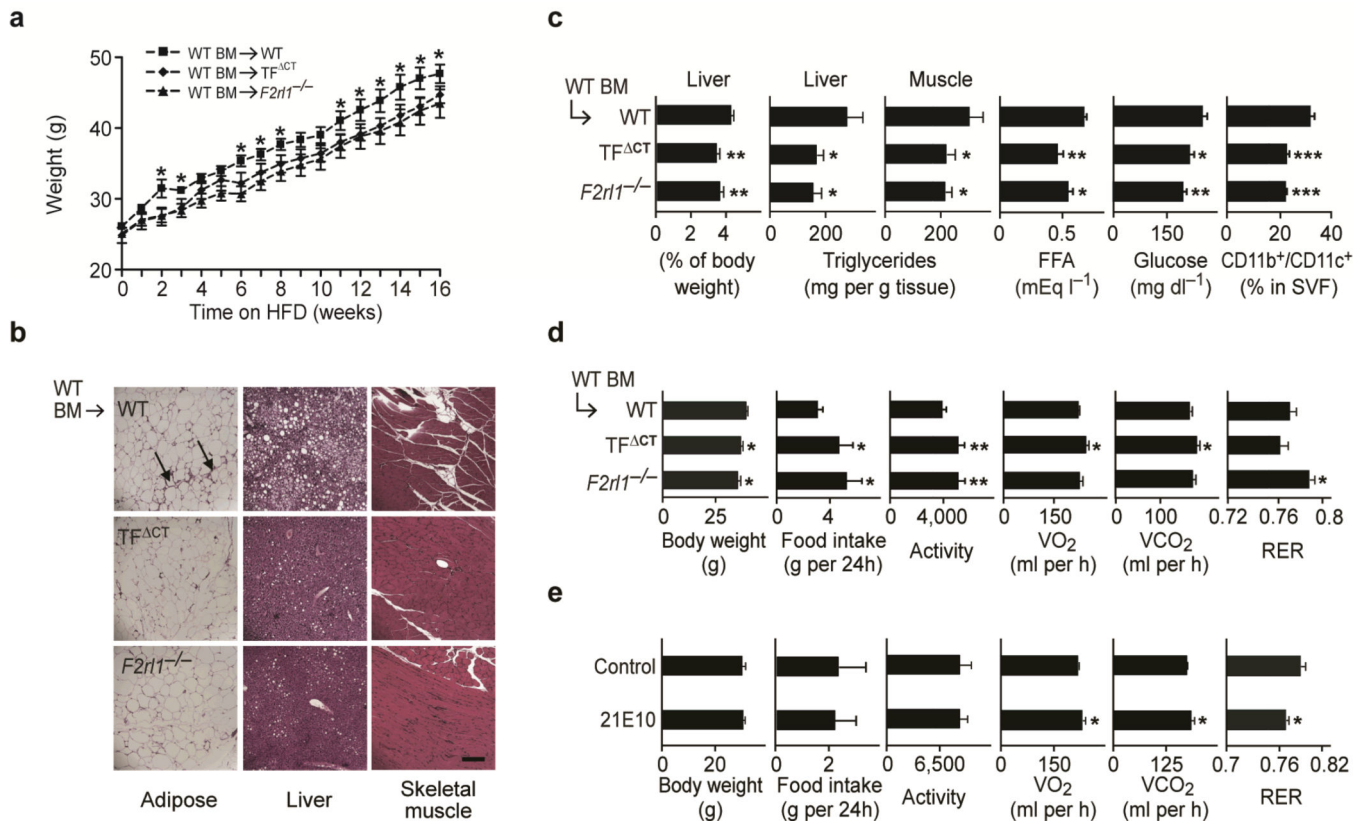 a
WT BM→WT
WT BM→TF^ΔCT
WT BM→F2rl1^−/−
Weight (g)
50
40
30
20
* * * * * * * * * * *
0 2 4 6 8 10 12 14 16
Time on HFD (weeks)
b
WT
BM→
WT
TF^ΔCT
F2rl1^−/−
Adipose
Liver
Skeletal
muscle
c
WT BM
Liver Liver Muscle
WT
TF^ΔCT ** * * ** * ***
F2rl1^−/− ** * * * ** ***
0 2 4
0 200
0 200
0 0.5
0 150
0 20 40
(% of body
weight)
Triglycerides
(mg per g tissue)
FFA
(mEq l^−1)
Glucose
(mg dl^−1)
CD11b^+/CD11c^+
(% in SVF)
d
WT BM
WT
TF^ΔCT * * ** * *
F2rl1^−/− * * ** *
0 25
0 4
0 4,000
0 150
0 100
0.72 0.76 0.8
Body weight
(g)
Food intake
(g per 24h)
Activity
VO₂
(ml per h)
VCO₂
(ml per h)
RER
e
Control
21E10 * * *
0 20
0 2
0 6,500
0 150
0 125
0.7 0.76 0.82
Body weight
(g)
Food intake
(g per 24h)
Activity
VO₂
(ml per h)
VCO₂
(ml per h)
RER